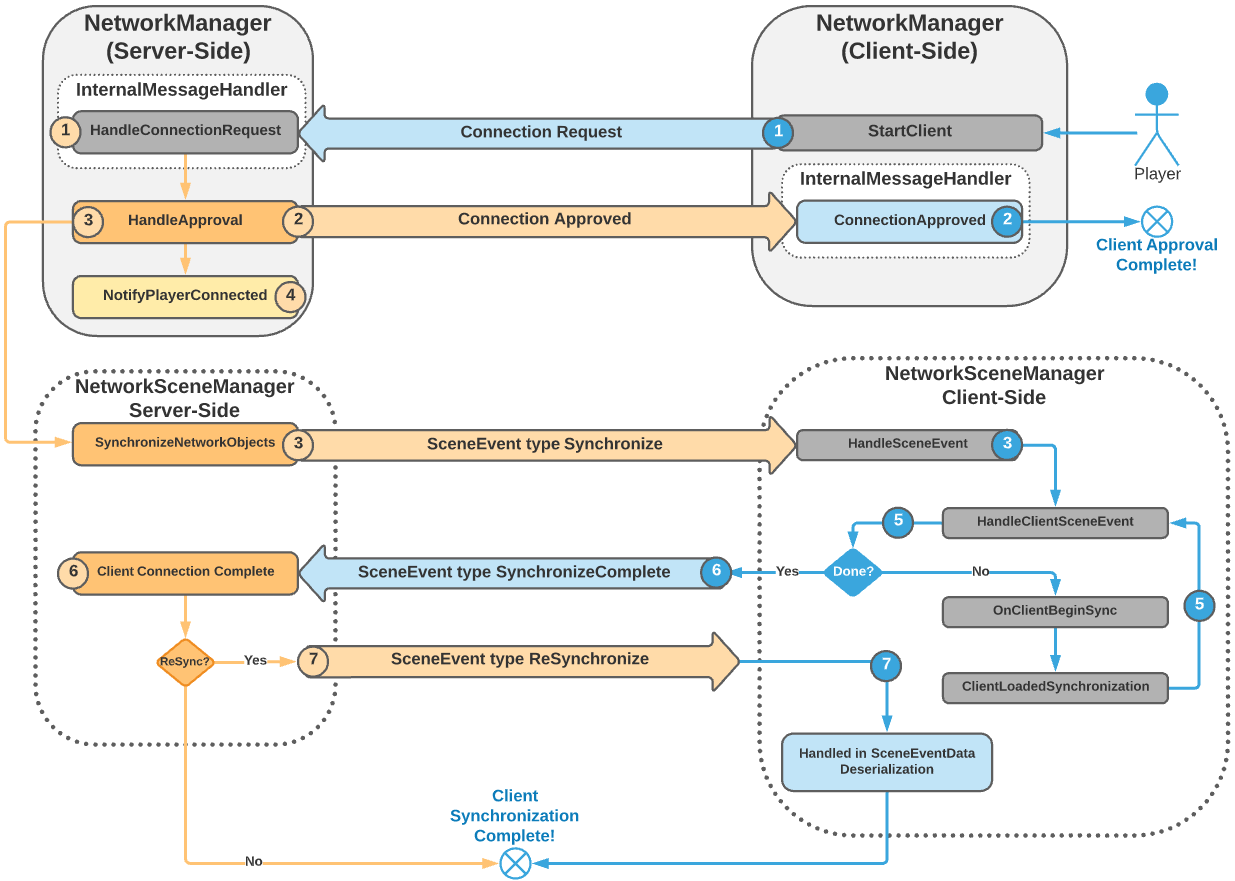 NetworkManager
(Server-Side)
InternalMessageHandler
1
HandleConnectionRequest
3
HandleApproval
2
NotifyPlayerConnected
4
Connection Request
Connection Approved
NetworkManager
(Client-Side)
1
StartClient
InternalMessageHandler
ConnectionApproved
2
Player
Client Approval
Complete!
NetworkSceneManager
Server-Side
SynchronizeNetworkObjects
3
SceneEvent type Synchronize
NetworkSceneManager
Client-Side
HandleSceneEvent
3
HandleClientSceneEvent
5
Done?
Yes
No
OnClientBeginSync
5
ClientLoadedSynchronization
6
SceneEvent type SynchronizeComplete
6
Client Connection Complete
ReSync?
Yes
7
SceneEvent type ReSynchronize
7
Handled in SceneEventData
Deserialization
Client
Synchronization
Complete!
No